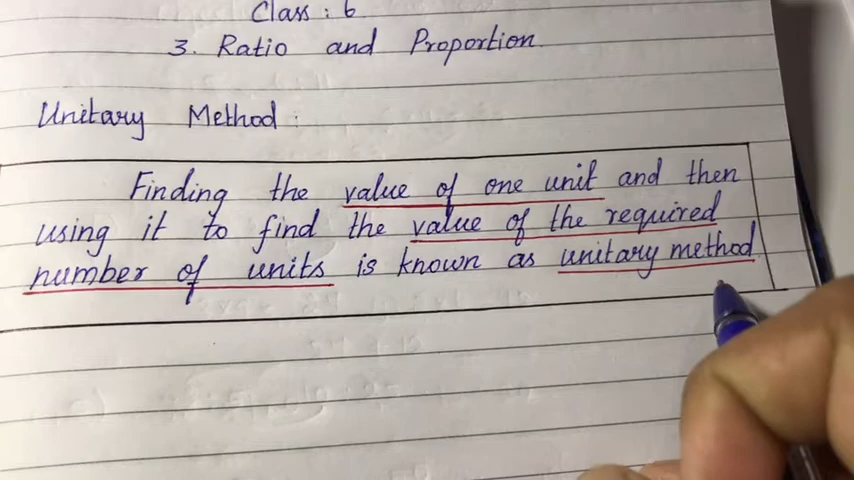 Class : 6
3. Ratio and Proportion
Unitary Method :
Finding the value of one unit and then
using it to find the value of the required
number of units is known as unitary method